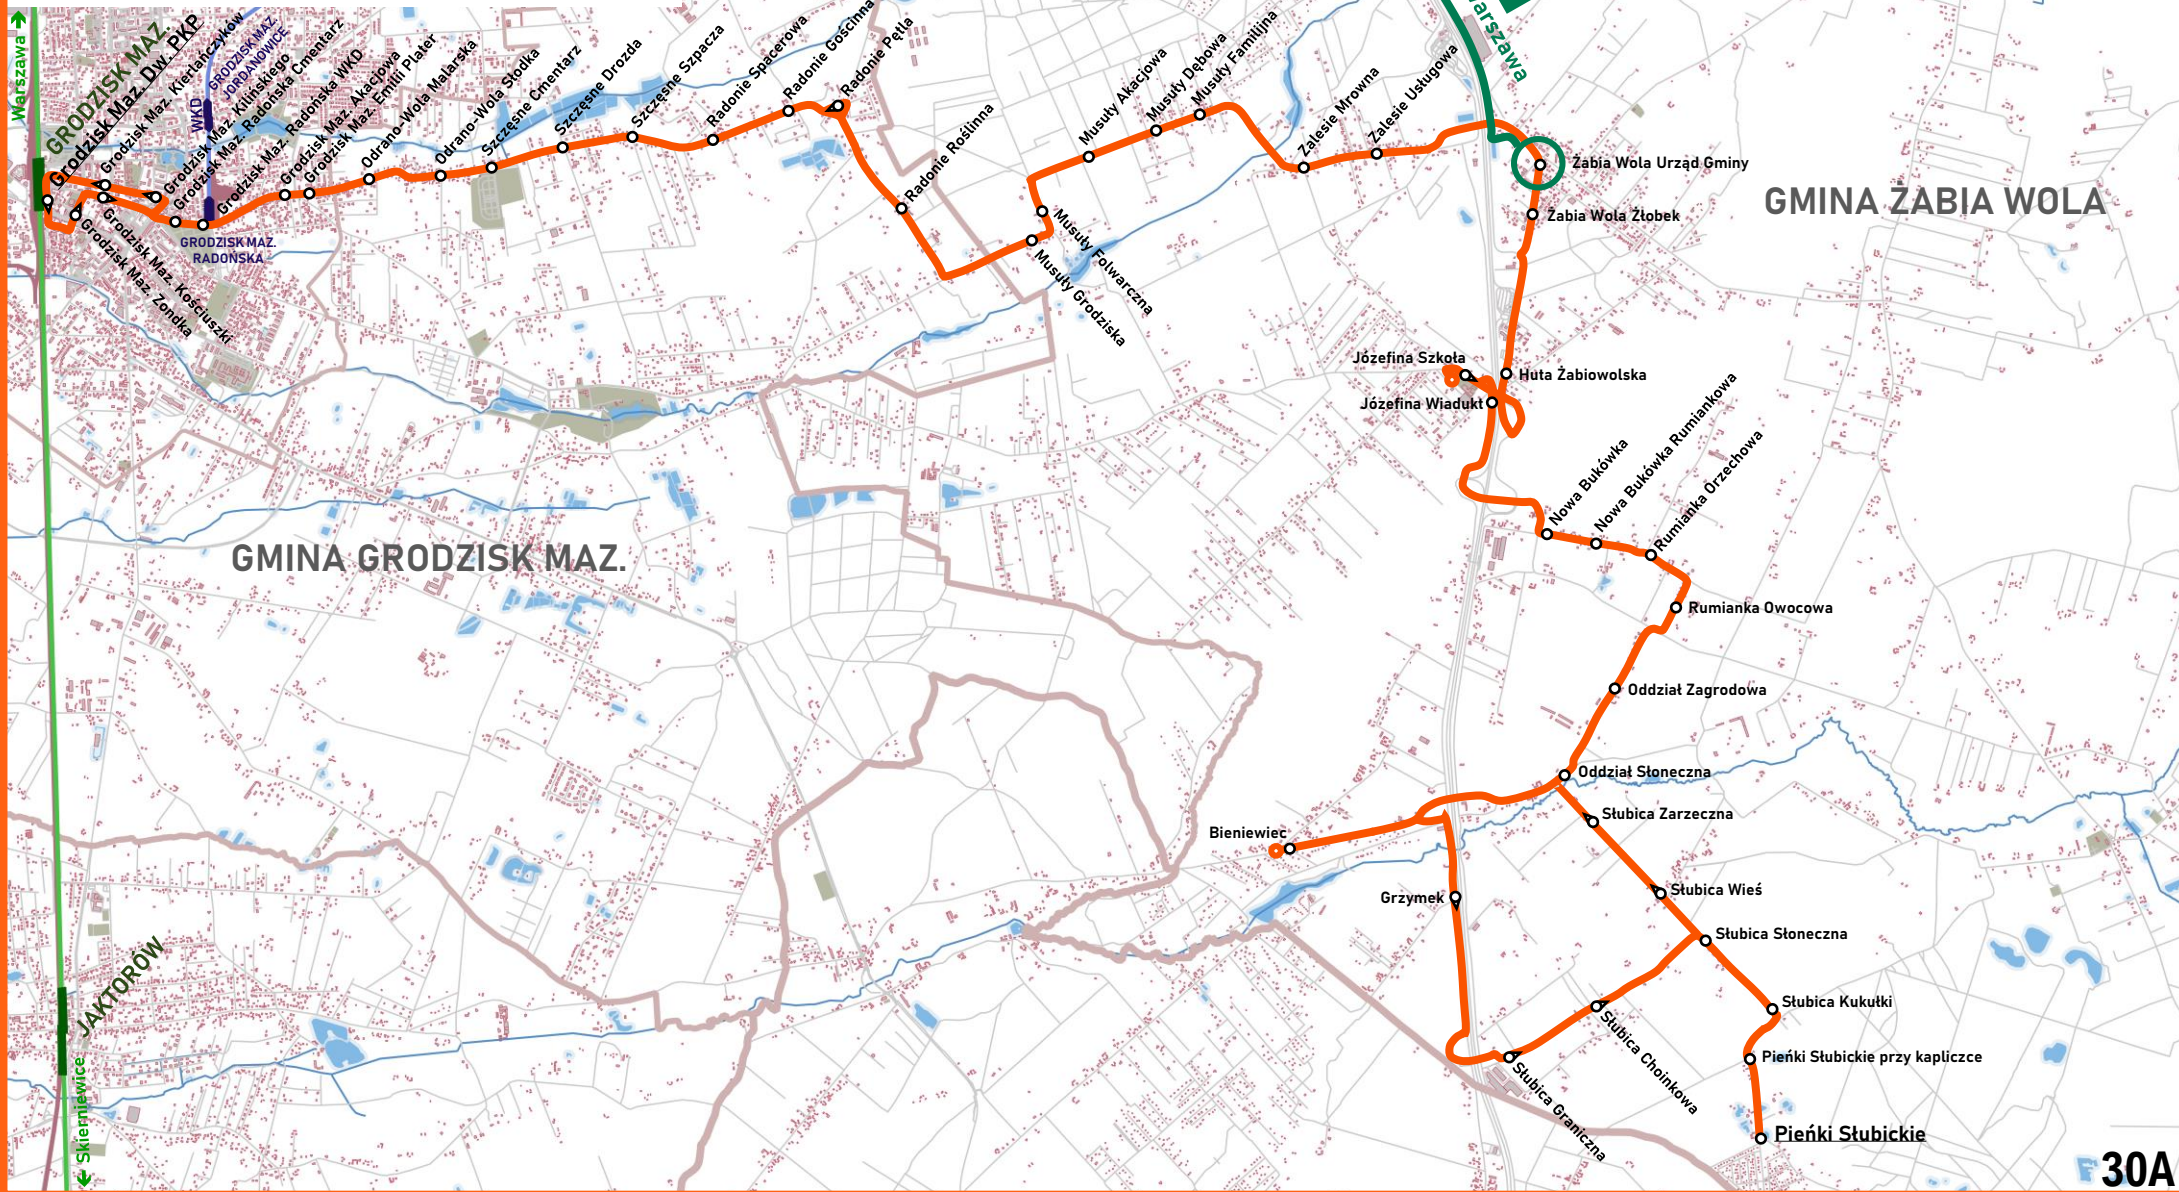 Warszawa
GRODZISK MAZ.
Grodzisk Maz. Dw. PKP
Grodzisk Maz. Kierlańczyków
WKD
GRODZISK MAZ.
JORDANOWICE
Grodzisk Maz. Kilińskiego
Grodzisk Maz. Radońska Cmentarz
Grodzisk Maz. Radońska WKD
Grodzisk Maz. Akacjowa
Grodzisk Maz. Emilii Plater
Odrano-Wola Malarska
Odrano-Wola Słodka
Szczęsne Cmentarz
Szczęsne Drozda
Szczęsne Szpacza
Radonie Spacerowa
Radonie Gościnna
Radonie Pętla
Radonie Roślinna
Musuły Akacjowa
Musuły Dębowa
Musuły Familijna
Zalesie Mrowna
Zalesie Usługowa
Warszawa
Żabia Wola Urząd Gminy
GMINA ŻABIA WOLA
Żabia Wola Żłobek
Musuły Folwarczna
Musuły Grodziska
GRODZISK MAZ.
RADOŃSKA
Grodzisk Maz. Kościuszki
Grodzisk Maz. Żondka
Józefina Szkoła
Huta Żabiowolska
Józefina Wiadukt
Nowa Bukówka
Nowa Bukówka Rumiankowa
Rumianka Orzechowa
GMINA GRODZISK MAZ.
Rumianka Owocowa
Oddział Zagrodowa
Oddział Słoneczna
Słubica Zarzeczna
Bieniewiec
Słubica Wieś
Grzymek
Słubica Słoneczna
JAKTORÓW
Słubica Kukułki
Słubica Choinkowa
Pieńki Słubickie przy kapliczce
Słubica Graniczna
Skierniewice
Pieńki Słubickie
30A